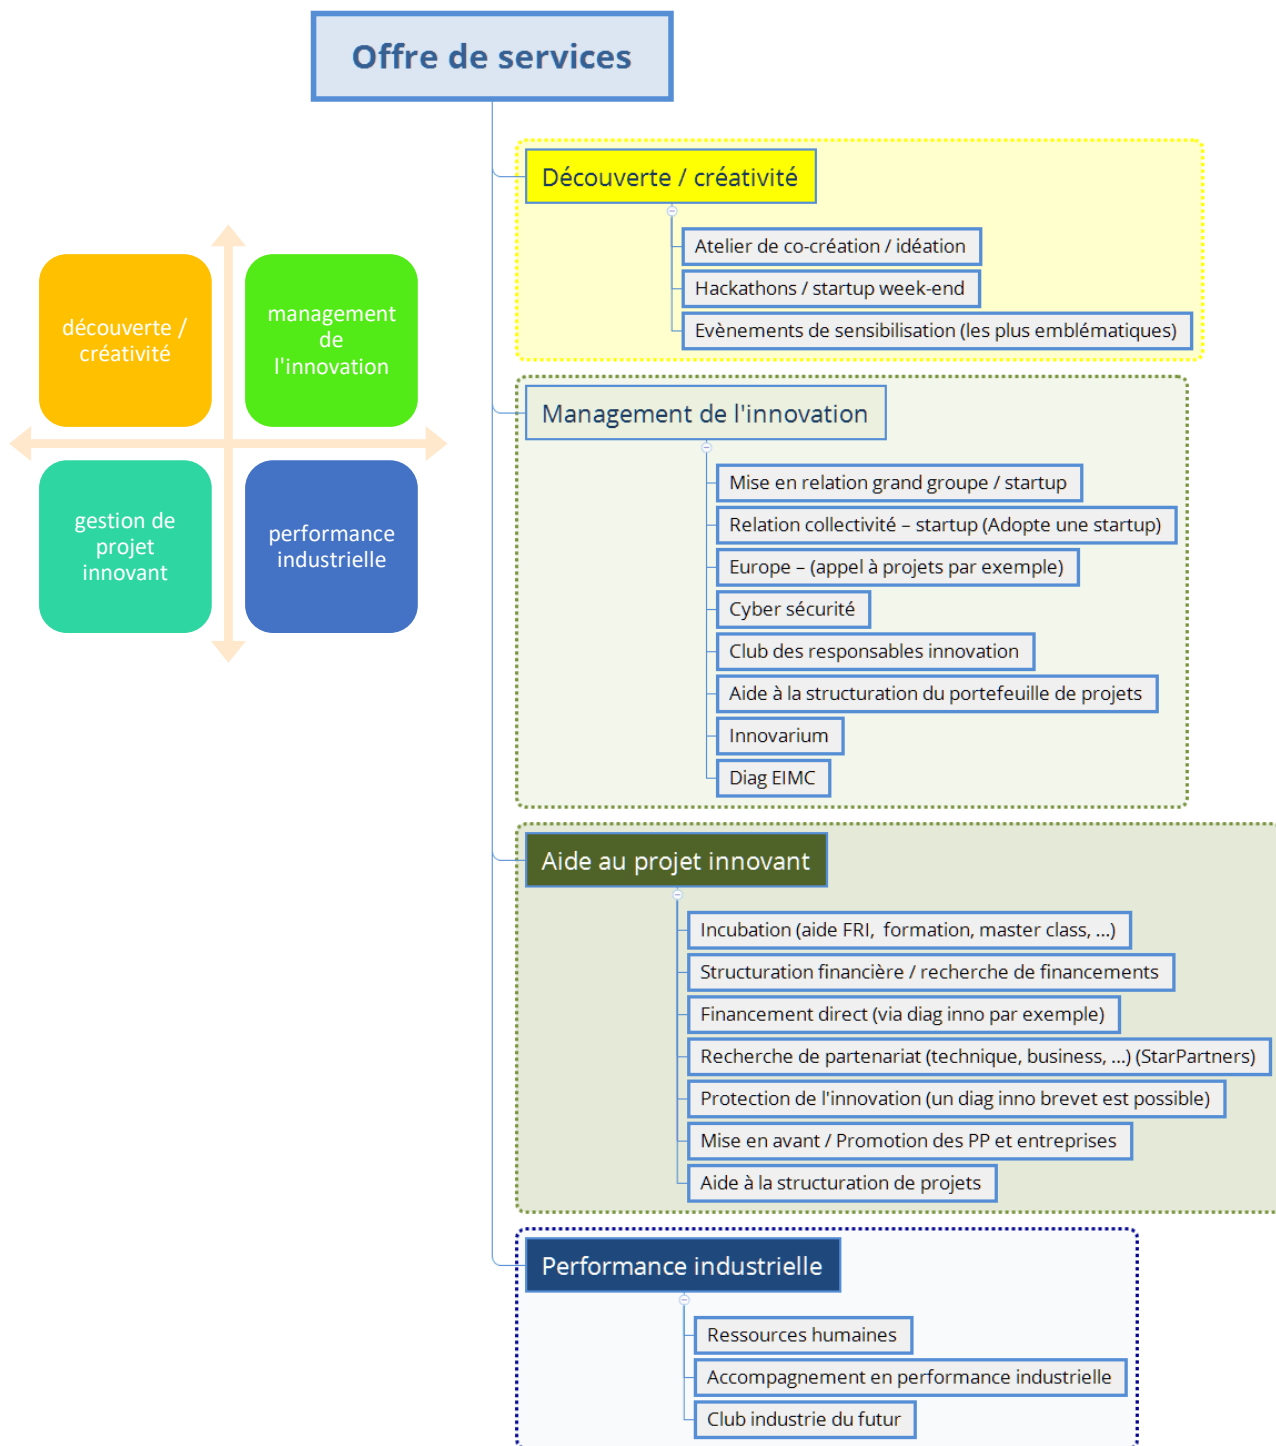 Offre de services
découverte /
créativité
management
de
l'innovation
gestion de
projet
innovant
performance
industrielle
Découverte / créativité
Atelier de co-création / idéation
Hackathons / startup week-end
Evènements de sensibilisation (les plus emblématiques)
Management de l'innovation
Mise en relation grand groupe / startup
Relation collectivité – startup (Adopte une startup)
Europe – (appel à projets par exemple)
Cyber sécurité
Club des responsables innovation
Aide à la structuration du portefeuille de projets
Innovarium
Diag EIMC
Aide au projet innovant
Incubation (aide FRI,  formation, master class, ...)
Structuration financière / recherche de financements
Financement direct (via diag inno par exemple)
Recherche de partenariat (technique, business, ...) (StarPartners)
Protection de l'innovation (un diag inno brevet est possible)
Mise en avant / Promotion des PP et entreprises
Aide à la structuration de projets
Performance industrielle
Ressources humaines
Accompagnement en performance industrielle
Club industrie du futur